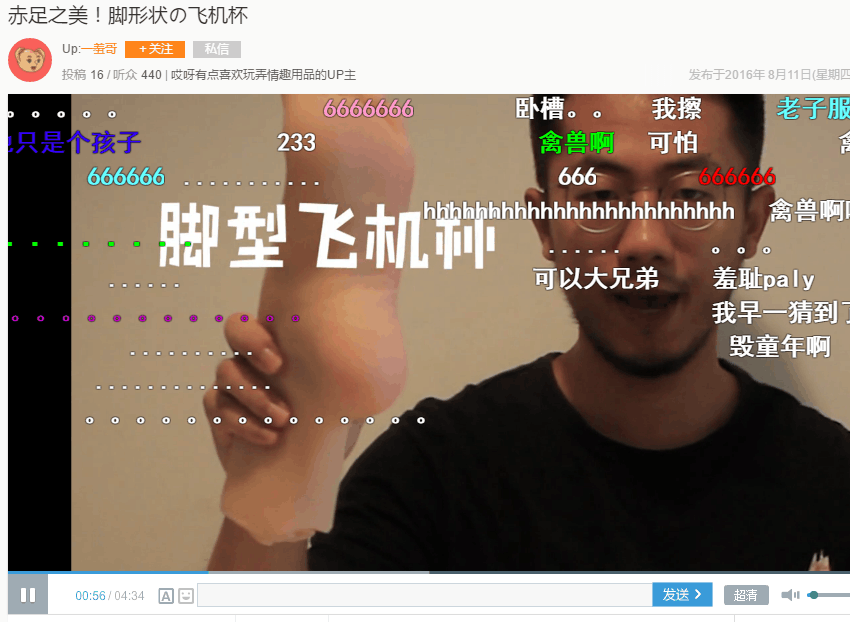 赤足之美！脚形状の飞机杯
Up:一羞哥 +关注 私信
投稿 16 / 听众 440 | 哎呀有点喜欢玩弄情趣用品的UP主
发布于2016年 8月11日(星期四
6666666 卧槽。。 我擦 老子服
只是个孩子 233 禽兽啊 可怕
666666 666 666666
hhhhhhhhhhhhhhhhhhhhhhhh 禽兽啊
脚型飞机杯
可以大兄弟 羞耻paly
我早一猜到了
毁童年啊
00:56 / 04:34 A 发送 超清